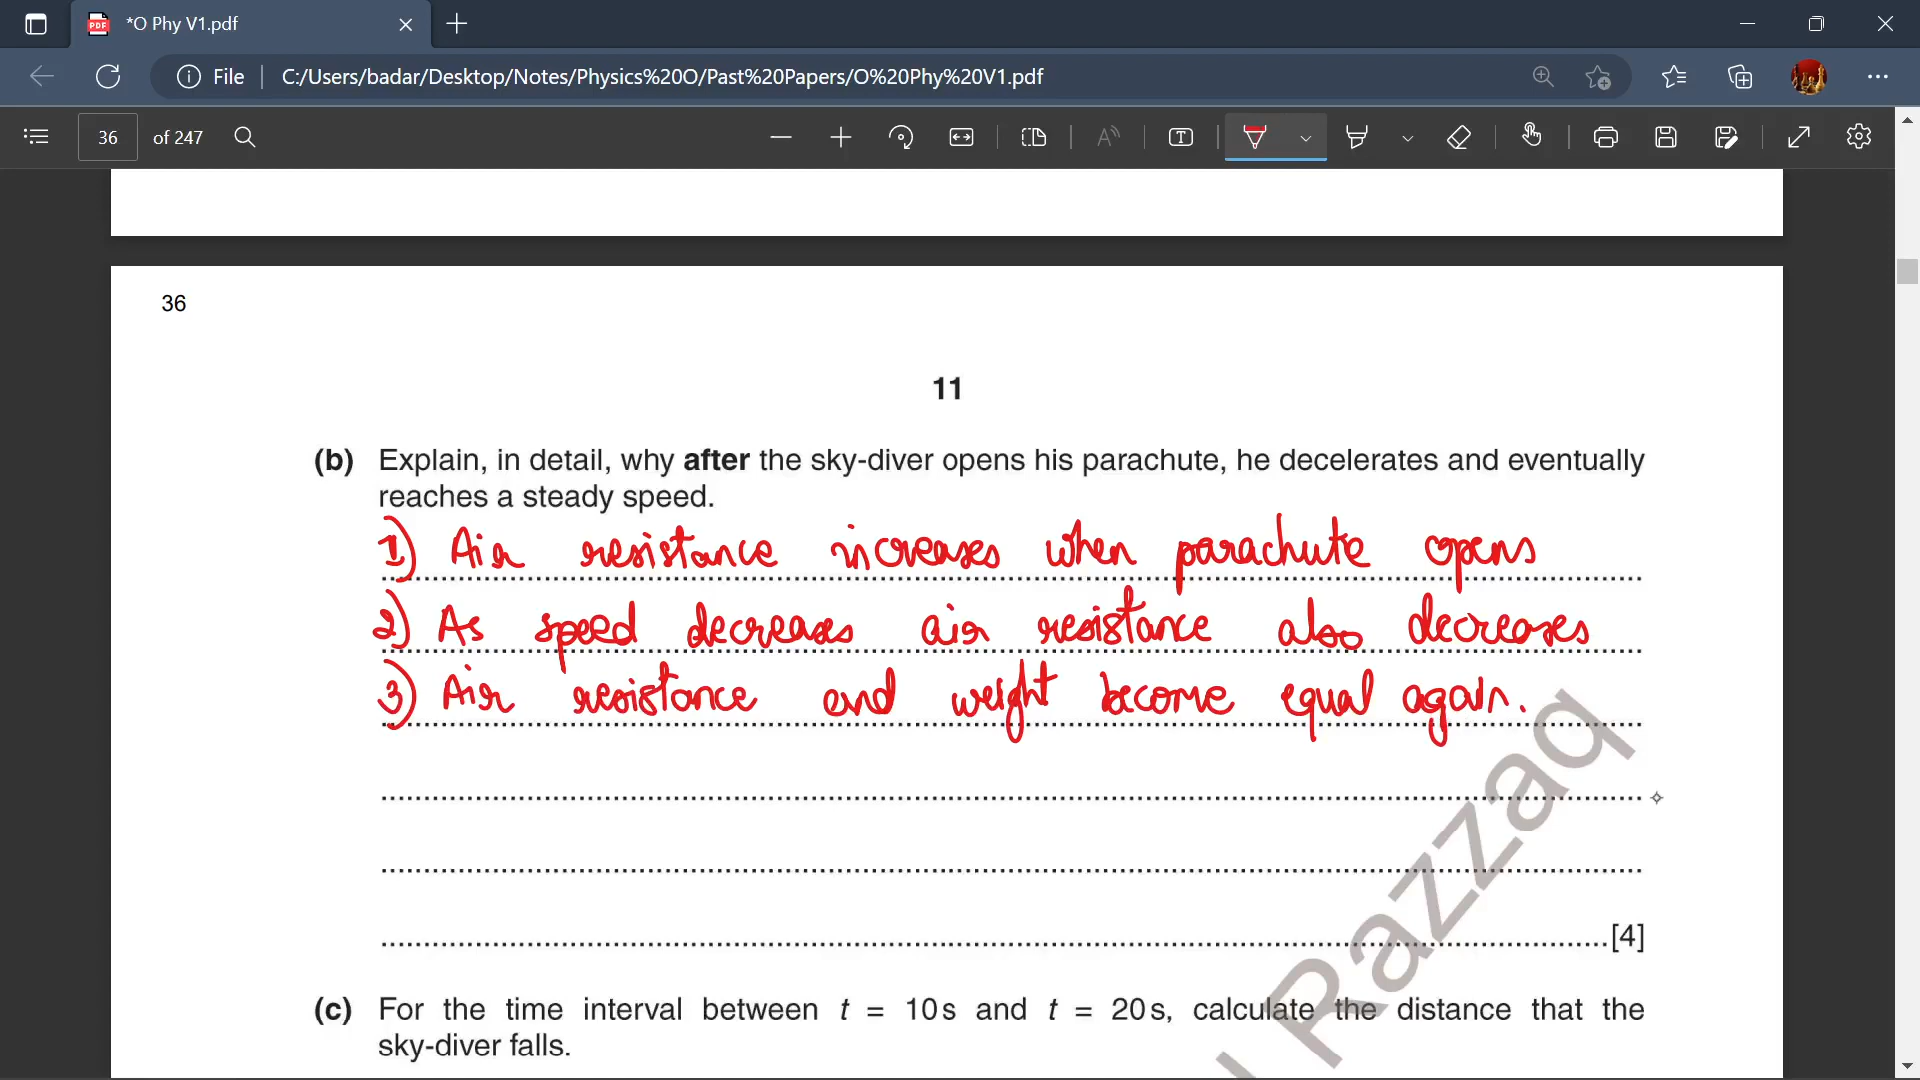 *O Phy V1.pdf
File C:/Users/badar/Desktop/Notes/Physics%20O/Past%20Papers/O%20Phy%20V1.pdf
36 of 247
36
11
(b) Explain, in detail, why after the sky-diver opens his parachute, he decelerates and eventually
reaches a steady speed.
1) Air resistance increases when parachute opens
2) As speed decreases air resistance also decreases
3) Air resistance and weight become equal again.
[4]
(c) For the time interval between t = 10 s and t = 20 s, calculate the distance that the
sky-diver falls.
Razzaq